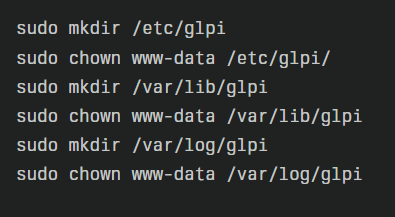 sudo mkdir /etc/glpi
sudo chown www-data /etc/glpi/
sudo mkdir /var/lib/glpi
sudo chown www-data /var/lib/glpi
sudo mkdir /var/log/glpi
sudo chown www-data /var/log/glpi